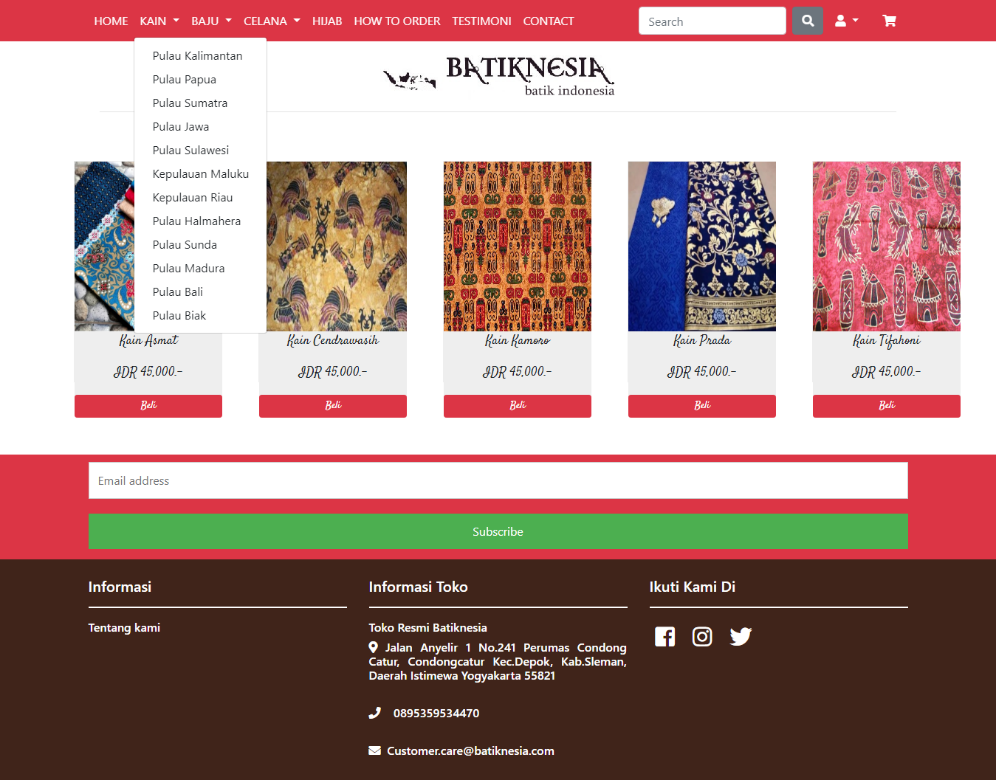 HOME KAIN BAJU CELANA HIJAB HOW TO ORDER TESTIMONI CONTACT Search
Pulau Kalimantan
Pulau Papua
Pulau Sumatra
Pulau Jawa
Pulau Sulawesi
Kepulauan Maluku
Kepulauan Riau
Pulau Halmahera
Pulau Sunda
Pulau Madura
Pulau Bali
Pulau Biak
BATIKNESIA
batik indonesia
Kain Asmat
IDR 45,000.-
Beli
Kain Cendrawasih
IDR 45,000.-
Beli
Kain Kamoro
IDR 45,000.-
Beli
Kain Prada
IDR 45,000.-
Beli
Kain Tifahoni
IDR 45,000.-
Beli
Email address
Subscribe
Informasi
Tentang kami
Informasi Toko
Toko Resmi Batiknesia
Jalan Anyelir 1 No.241 Perumas Condong
Catur, Condongcatur Kec.Depok, Kab.Sleman,
Daerah Istimewa Yogyakarta 55821
0895359534470
Customer.care@batiknesia.com
Ikuti Kami Di